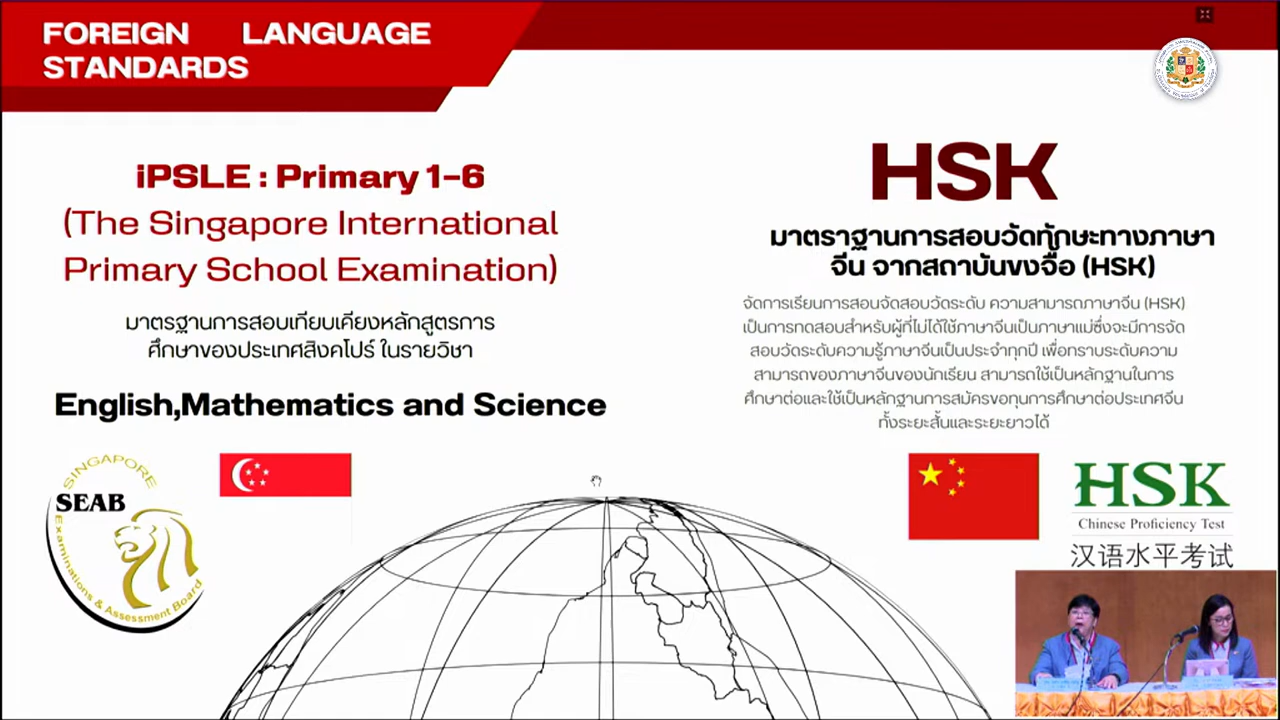 FOREIGN LANGUAGE
STANDARDS
iPSLE : Primary 1-6
(The Singapore International
Primary School Examination)
มาตรฐานการสอบเทียบเคียงหลักสูตรการ
ศึกษาของประเทศสิงคโปร์ ในรายวิชา
English,Mathematics and Science
SINGAPORE
SEAB
Examinations & Assessment Board
HSK
มาตราฐานการสอบวัดทักษะทางภาษา
จีน จากสถาบันขงจื่อ (HSK)
จัดการเรียนการสอนจัดสอบวัดระดับ ความสามารถภาษาจีน (HSK)
เป็นการทดสอบสำหรับผู้ที่ไม่ได้ใช้ภาษาจีนเป็นภาษาแม่ซึ่งจะมีการจัด
สอบวัดระดับความรู้ภาษาจีนเป็นประจำทุกปี เพื่อทราบระดับความ
สามารถของภาษาจีนของนักเรียน สามารถใช้เป็นหลักฐานในการ
ศึกษาต่อและใช้เป็นหลักฐานการสมัครขอทุนการศึกษาต่อประเทศจีน
ทั้งระยะสั้นและระยะยาวได้
HSK
Chinese Proficiency Test
汉语水平考试